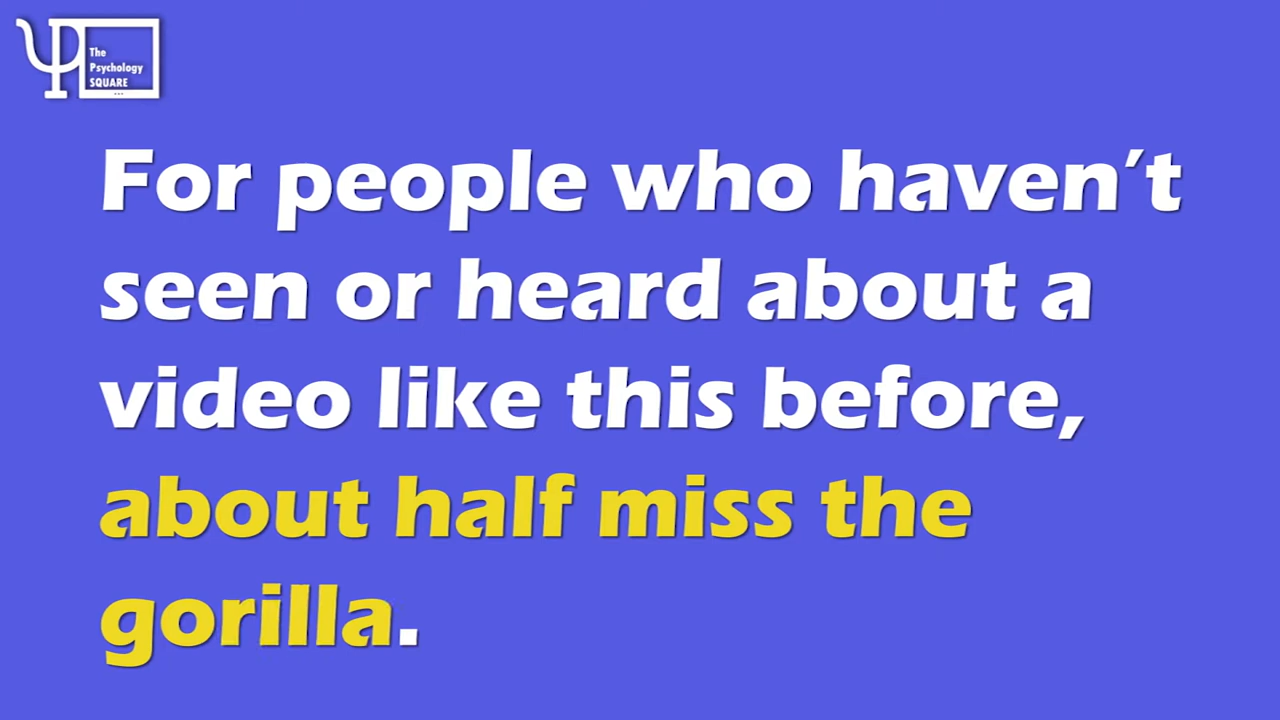 The
Psychology
SQUARE
For people who haven’t
seen or heard about a
video like this before,
about half miss the
gorilla.